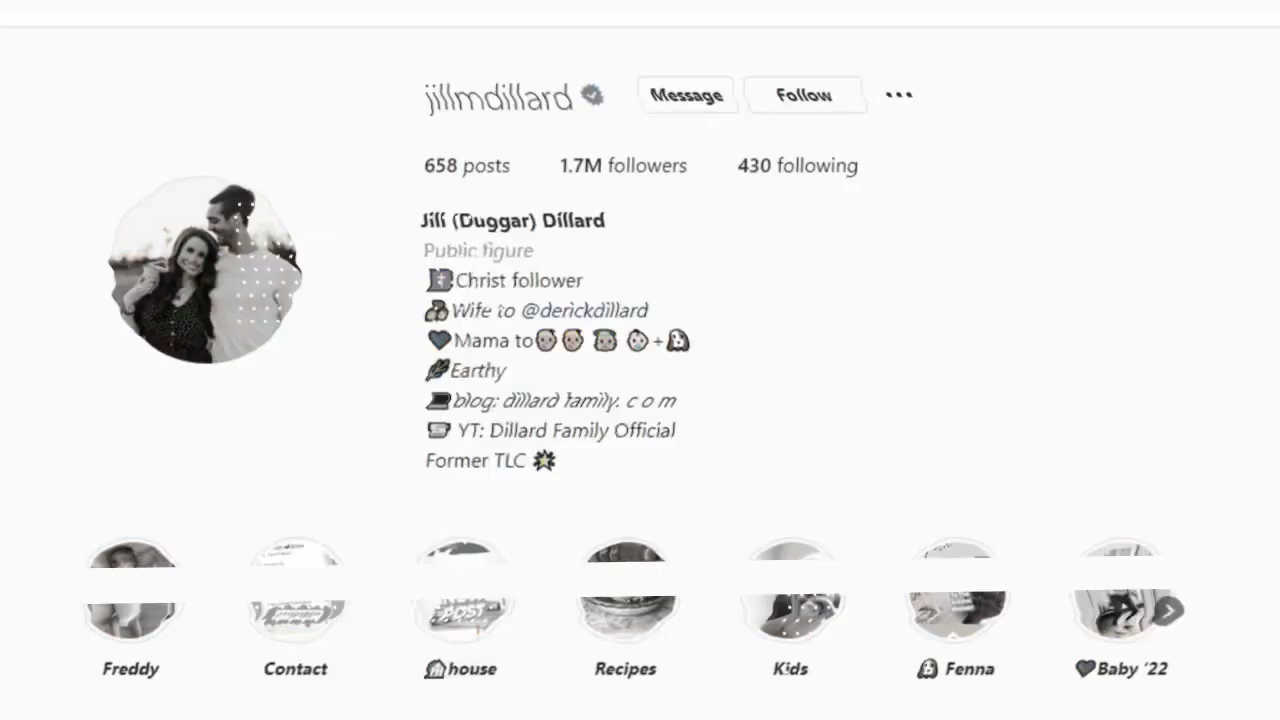 jillmdillard Message Follow
658 posts 1.7M followers 430 following
Jill (Duggar) Dillard
Public figure
Christ follower
Wife to @derickdillard
Mama to +
Earthy
blog: dillard family. c o m
YT: Dillard Family Official
Former TLC
POST
Freddy Contact house Recipes Kids Fenna Baby '22